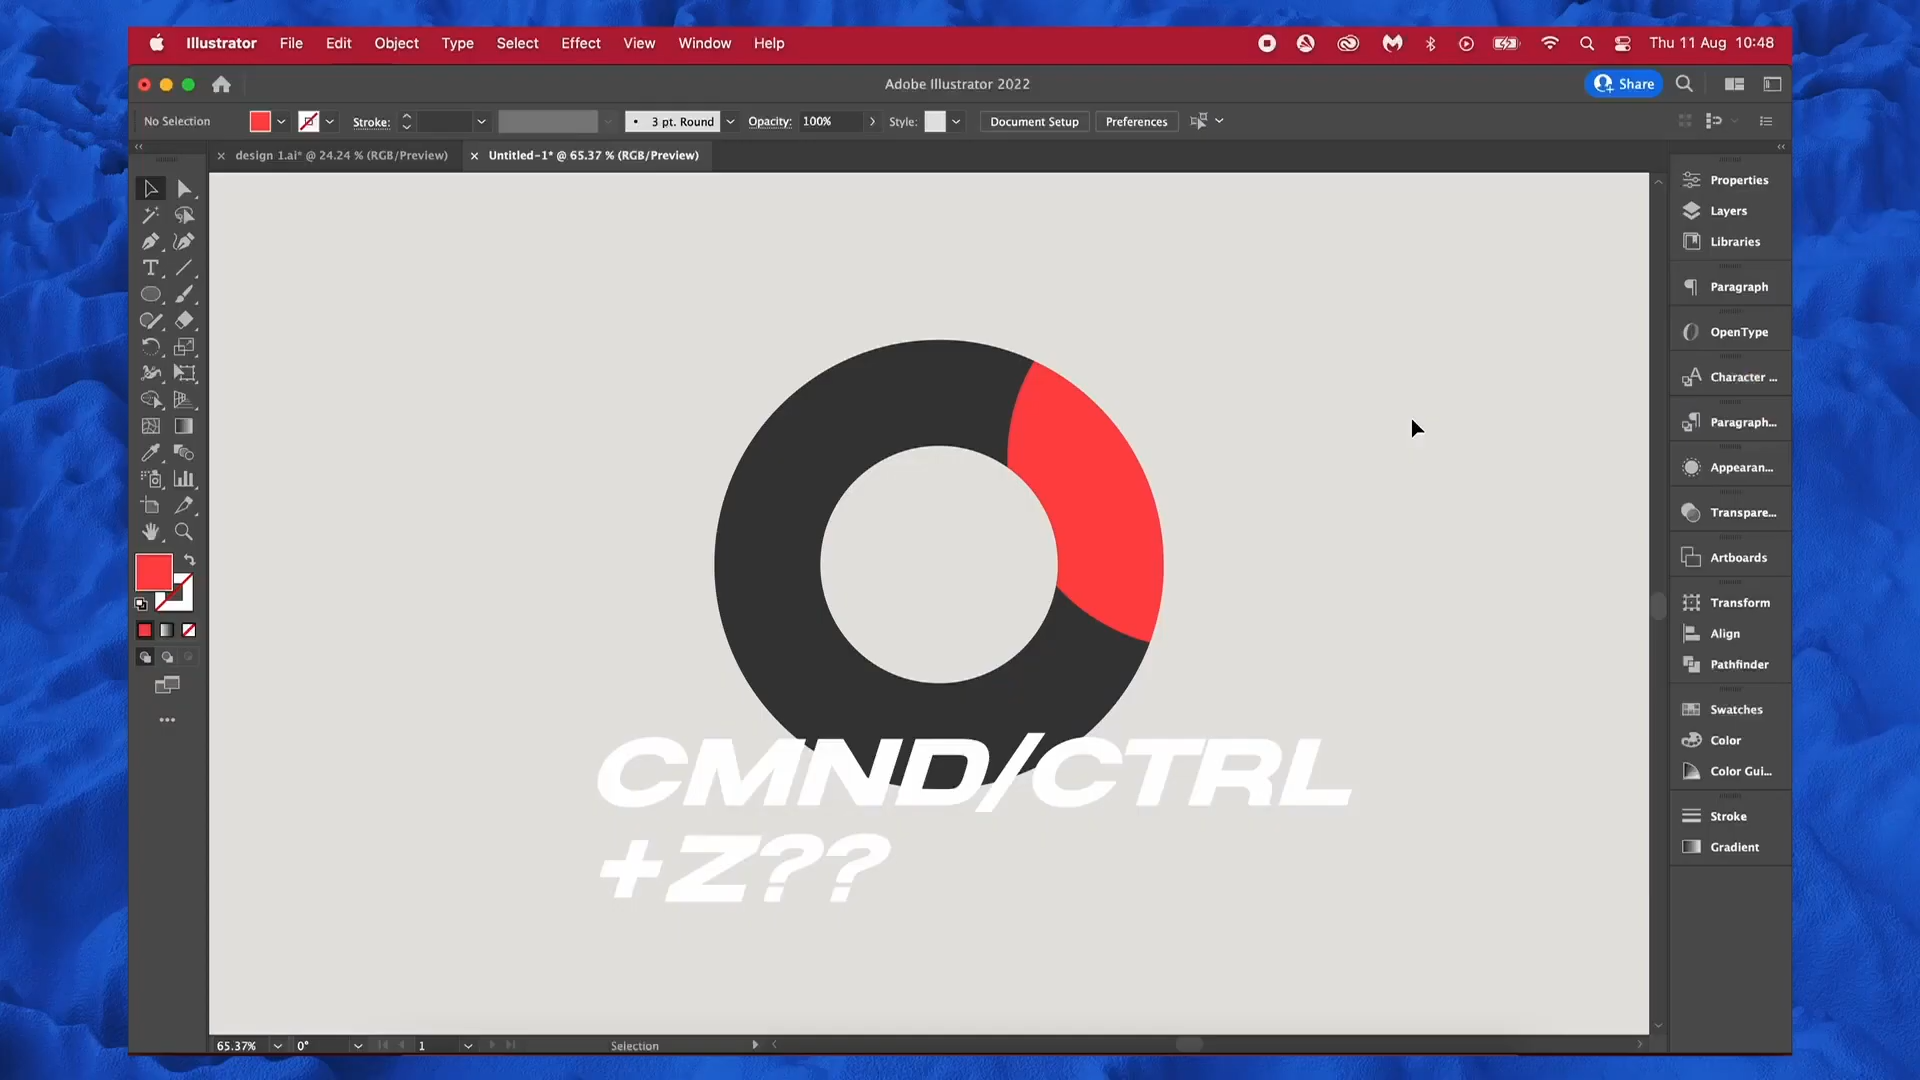 Illustrator File Edit Object Type Select Effect View Window Help Thu 11 Aug 10:48
Adobe Illustrator 2022 Share
No Selection Stroke: 3 pt. Round Opacity: 100% Style: Document Setup Preferences
design 1.ai* @ 24.24 % (RGB/Preview) Untitled-1* @ 65.37 % (RGB/Preview)
Properties
Layers
Libraries
Paragraph
OpenType
Character ...
Paragraph...
Appearan...
Transpare...
Artboards
Transform
Align
Pathfinder
Swatches
Color
Color Gui...
Stroke
Gradient
CMND/CTRL
+Z??
65.37% 0° 1 Selection